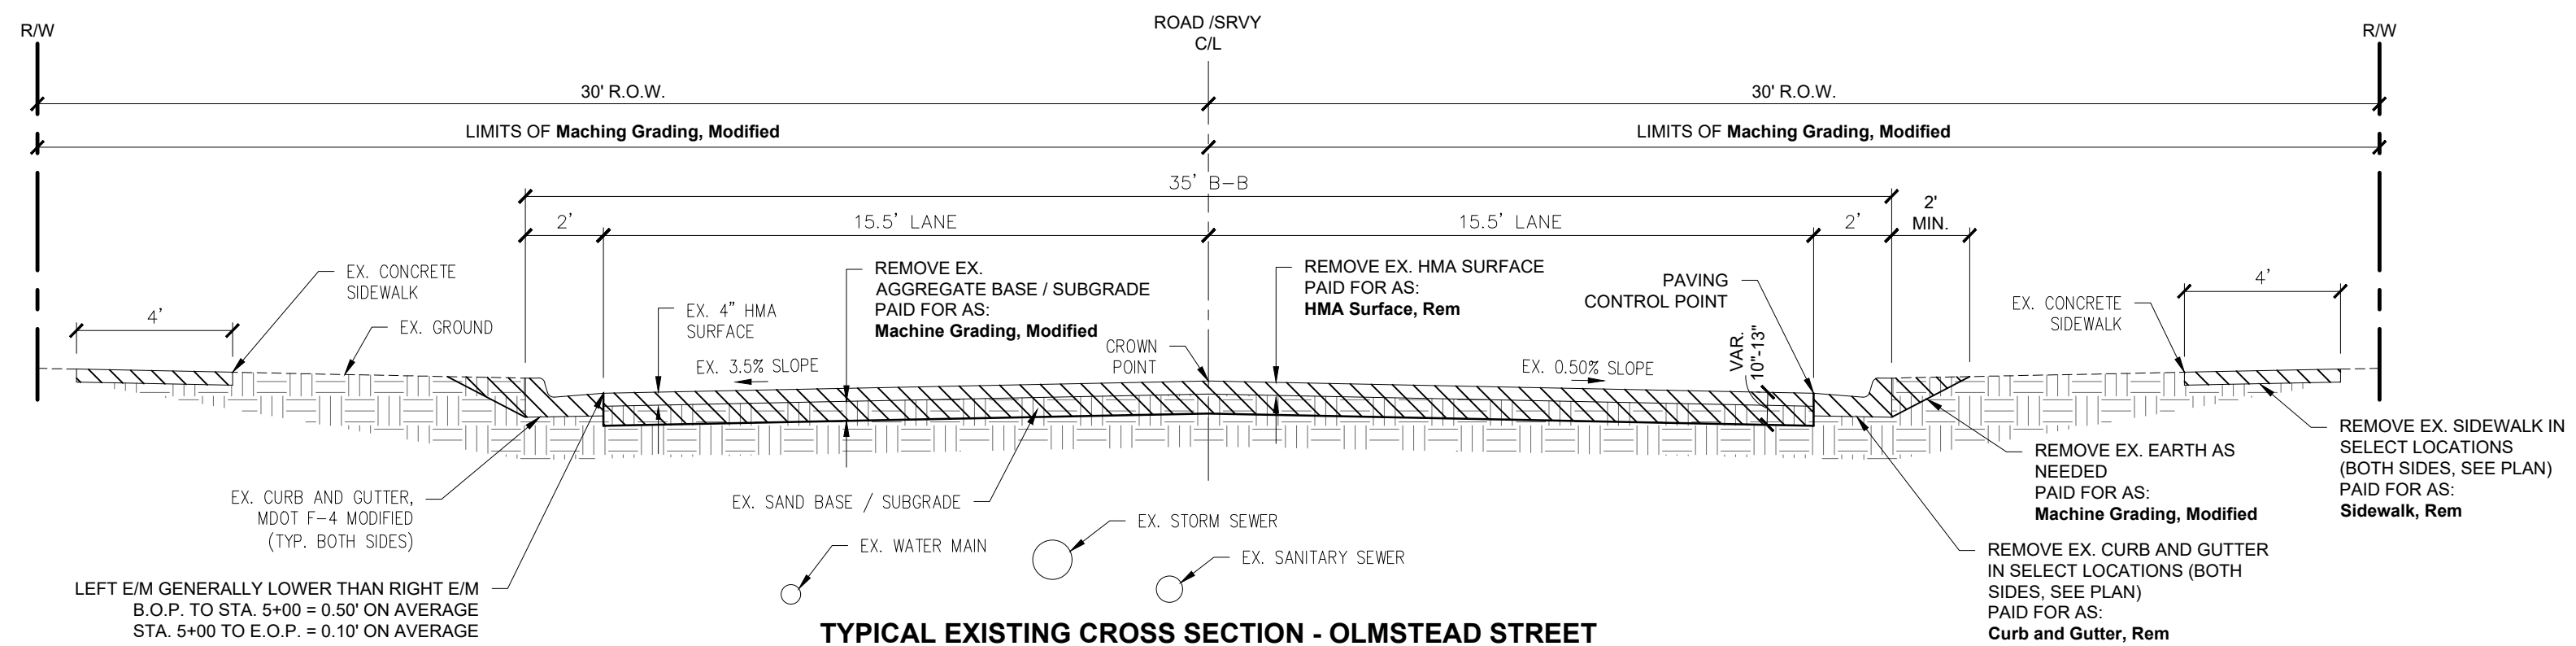 R/W
ROAD /SRVY
C/L
R/W
30' R.O.W.
30' R.O.W.
LIMITS OF Maching Grading, Modified
LIMITS OF Maching Grading, Modified
35' B-B
2'
15.5' LANE
15.5' LANE
2'
2'
MIN.
EX. CONCRETE
SIDEWALK
4'
EX. GROUND
EX. 4" HMA
SURFACE
REMOVE EX.
AGGREGATE BASE / SUBGRADE
PAID FOR AS:
Machine Grading, Modified
EX. 3.5% SLOPE
CROWN
POINT
REMOVE EX. HMA SURFACE
PAID FOR AS:
HMA Surface, Rem
EX. 0.50% SLOPE
PAVING
CONTROL POINT
VAR.
10"-13"
EX. CONCRETE
SIDEWALK
4'
EX. CURB AND GUTTER,
MDOT F-4 MODIFIED
(TYP. BOTH SIDES)
LEFT E/M GENERALLY LOWER THAN RIGHT E/M
B.O.P. TO STA. 5+00 = 0.50' ON AVERAGE
STA. 5+00 TO E.O.P. = 0.10' ON AVERAGE
EX. SAND BASE / SUBGRADE
EX. WATER MAIN
EX. STORM SEWER
EX. SANITARY SEWER
REMOVE EX. EARTH AS
NEEDED
PAID FOR AS:
Machine Grading, Modified
REMOVE EX. SIDEWALK IN
SELECT LOCATIONS
(BOTH SIDES, SEE PLAN)
PAID FOR AS:
Sidewalk, Rem
REMOVE EX. CURB AND GUTTER
IN SELECT LOCATIONS (BOTH
SIDES, SEE PLAN)
PAID FOR AS:
Curb and Gutter, Rem
TYPICAL EXISTING CROSS SECTION - OLMSTEAD STREET